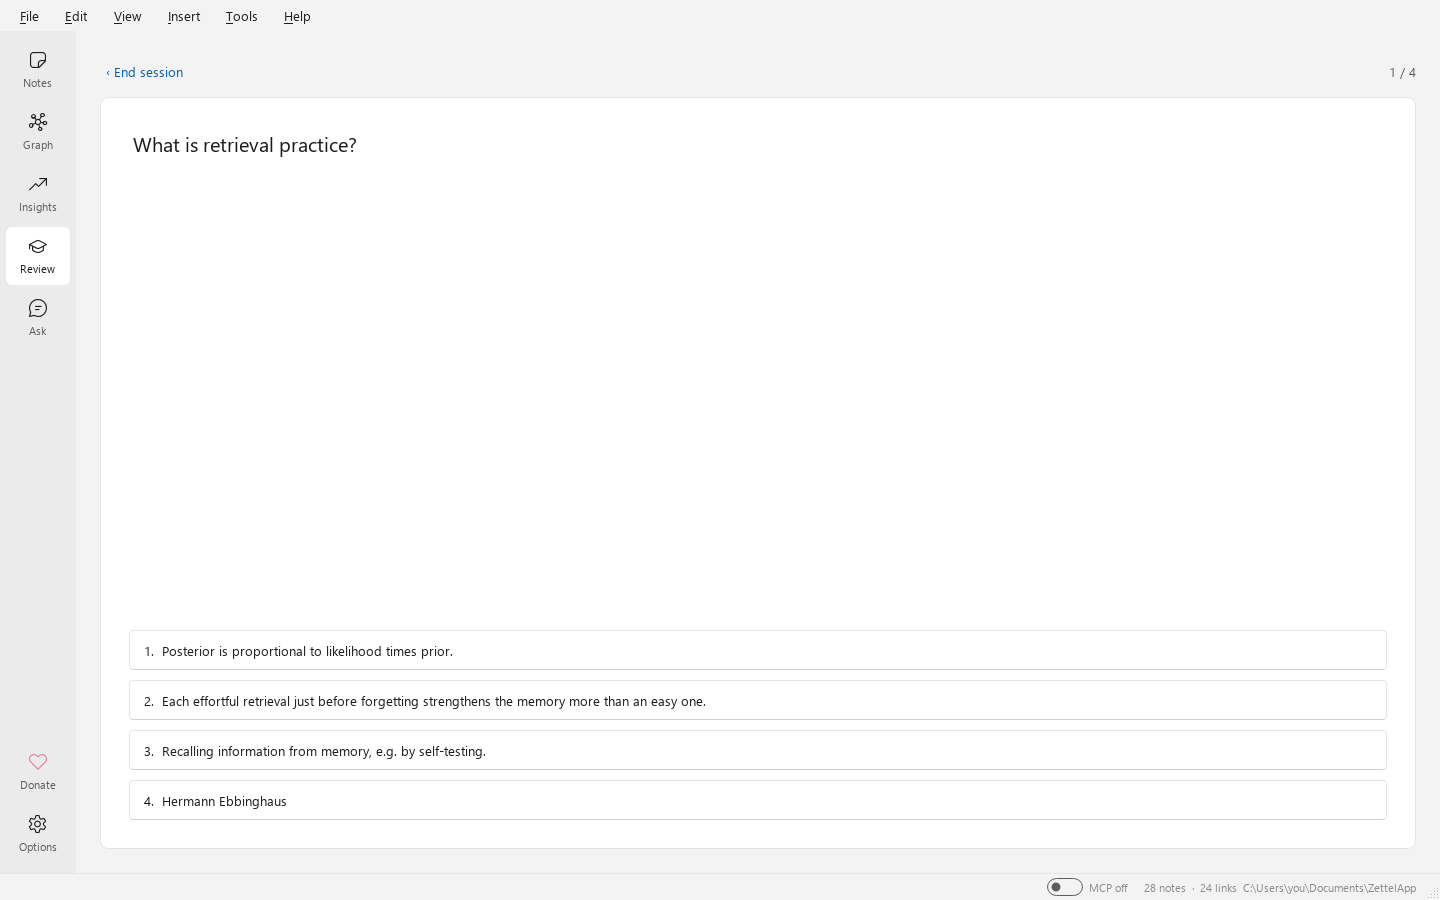 File Edit View Insert Tools Help
Notes
Graph
Insights
Review
Ask
Donate
Options
‹ End session
1 / 4
What is retrieval practice?
1. Posterior is proportional to likelihood times prior.
2. Each effortful retrieval just before forgetting strengthens the memory more than an easy one.
3. Recalling information from memory, e.g. by self-testing.
4. Hermann Ebbinghaus
MCP off 28 notes · 24 links C:\Users\you\Documents\ZettelApp